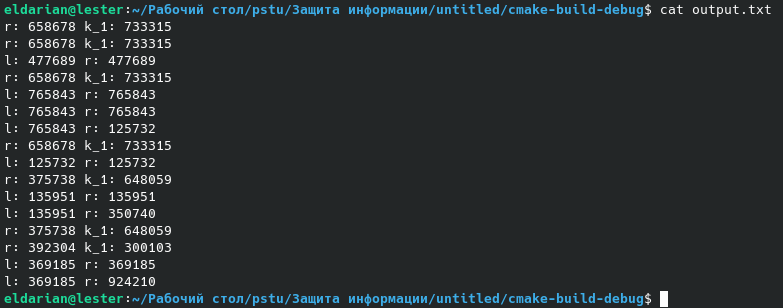 eldarian@lester:~/Рабочий стол/pstu/Защита информации/untitled/cmake-build-debug$ cat output.txt
r: 658678 k_1: 733315
r: 658678 k_1: 733315
l: 477689 r: 477689
r: 658678 k_1: 733315
l: 765843 r: 765843
l: 765843 r: 765843
l: 765843 r: 125732
r: 658678 k_1: 733315
l: 125732 r: 125732
r: 375738 k_1: 648059
l: 135951 r: 135951
l: 135951 r: 350740
r: 375738 k_1: 648059
r: 392304 k_1: 300103
l: 369185 r: 369185
l: 369185 r: 924210
eldarian@lester:~/Рабочий стол/pstu/Защита информации/untitled/cmake-build-debug$